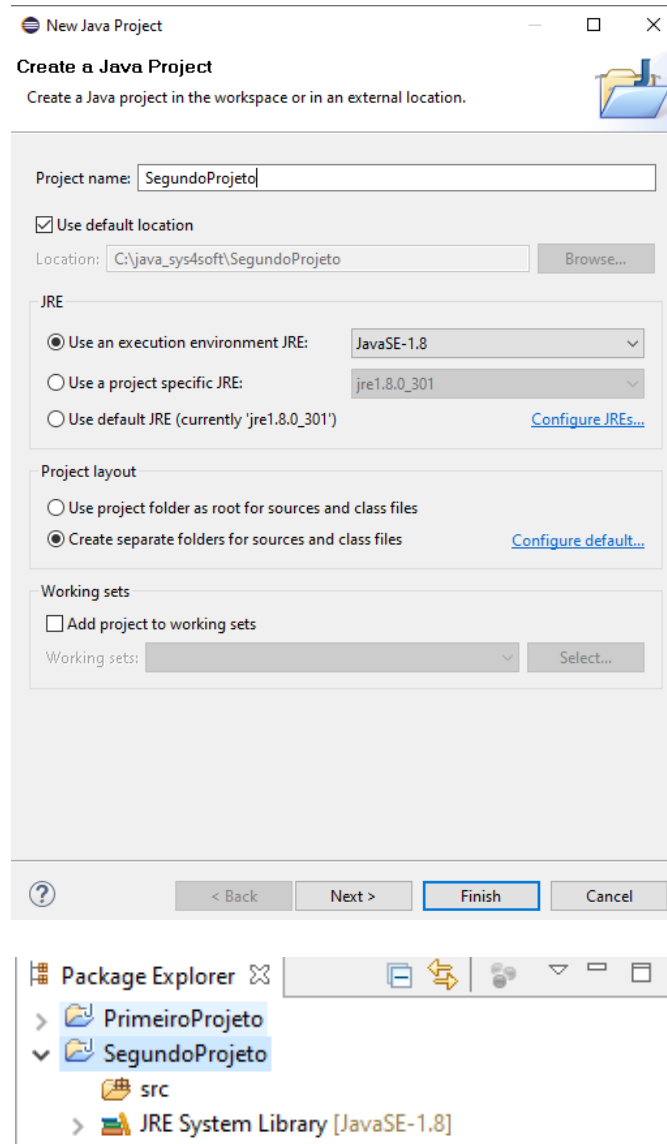 New Java Project
Create a Java Project
Create a Java project in the workspace or in an external location.
Project name: SegundoProjeto
Use default location
Location: C:\java_sys4soft\SegundoProjeto Browse...
JRE
Use an execution environment JRE: JavaSE-1.8
Use a project specific JRE: jre1.8.0_301
Use default JRE (currently 'jre1.8.0_301') Configure JREs...
Project layout
Use project folder as root for sources and class files
Create separate folders for sources and class files Configure default...
Working sets
Add project to working sets
Working sets: Select...
? < Back Next > Finish Cancel
Package Explorer
PrimeiroProjeto
SegundoProjeto
src
JRE System Library [JavaSE-1.8]